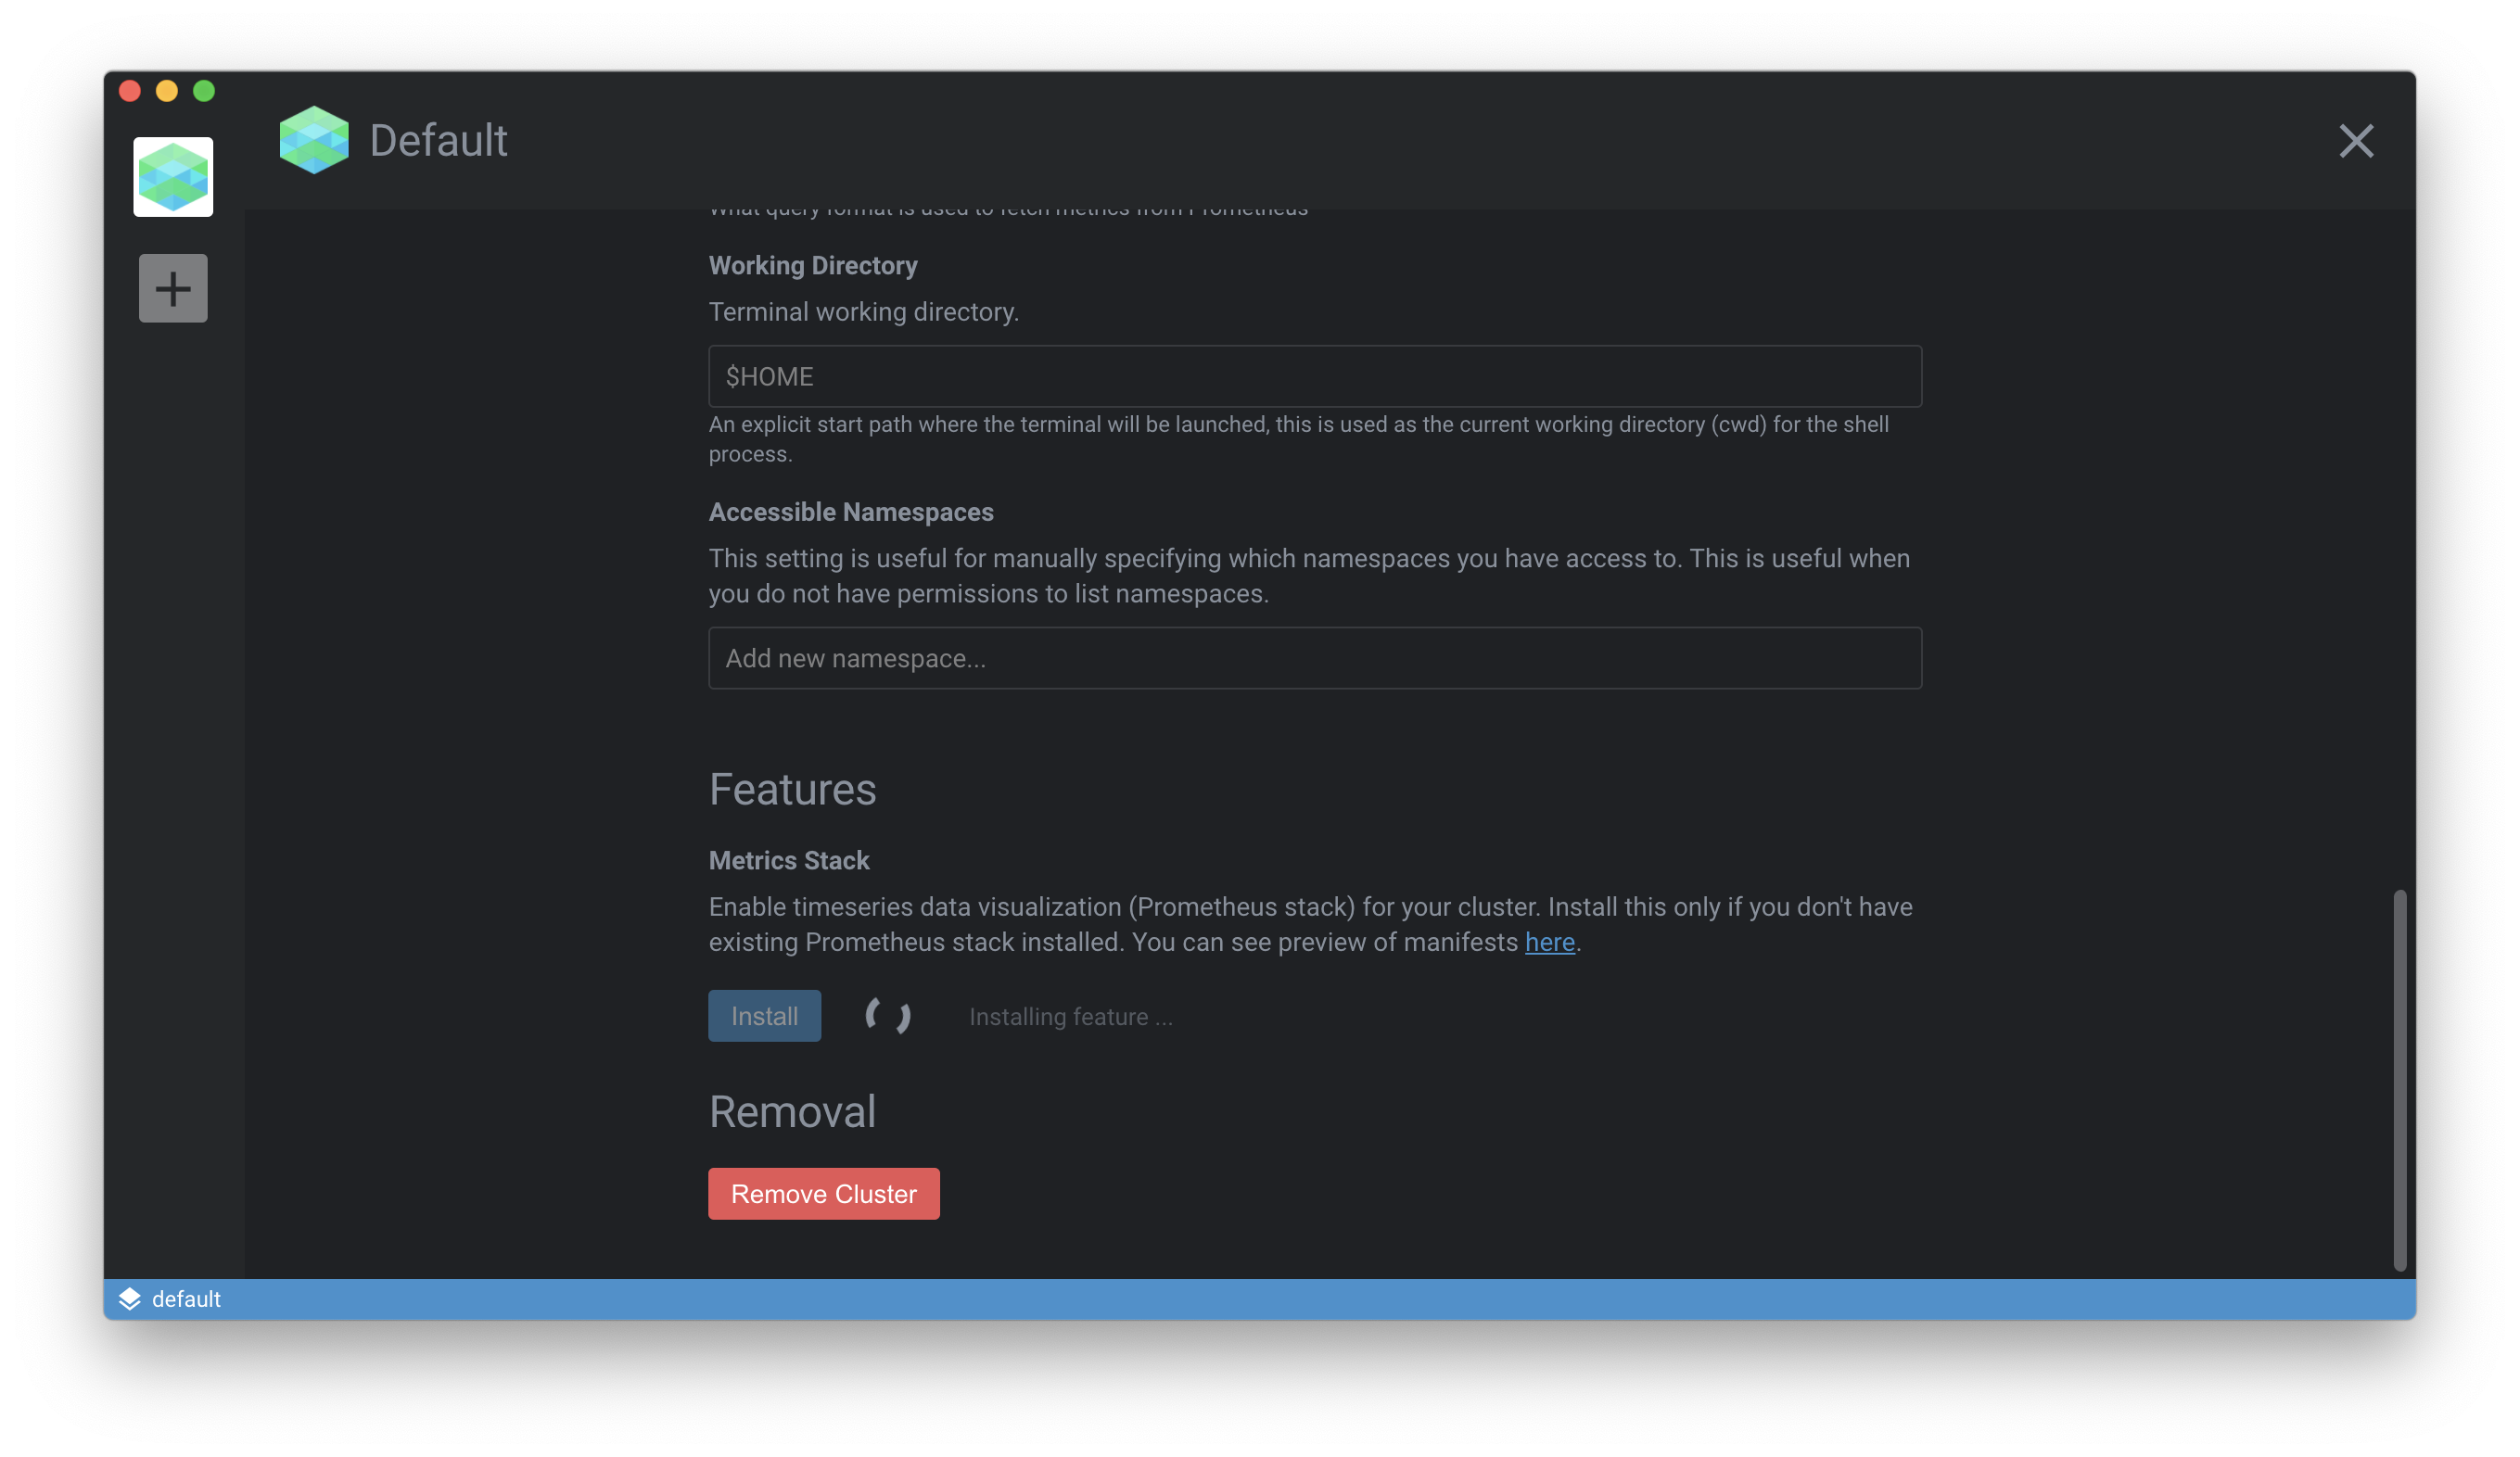 Default
What query format is used to fetch metrics from Prometheus
Working Directory
Terminal working directory.
$HOME
An explicit start path where the terminal will be launched, this is used as the current working directory (cwd) for the shell
process.
Accessible Namespaces
This setting is useful for manually specifying which namespaces you have access to. This is useful when
you do not have permissions to list namespaces.
Add new namespace...
Features
Metrics Stack
Enable timeseries data visualization (Prometheus stack) for your cluster. Install this only if you don't have
existing Prometheus stack installed. You can see preview of manifests here.
Install
Installing feature ...
Removal
Remove Cluster
default